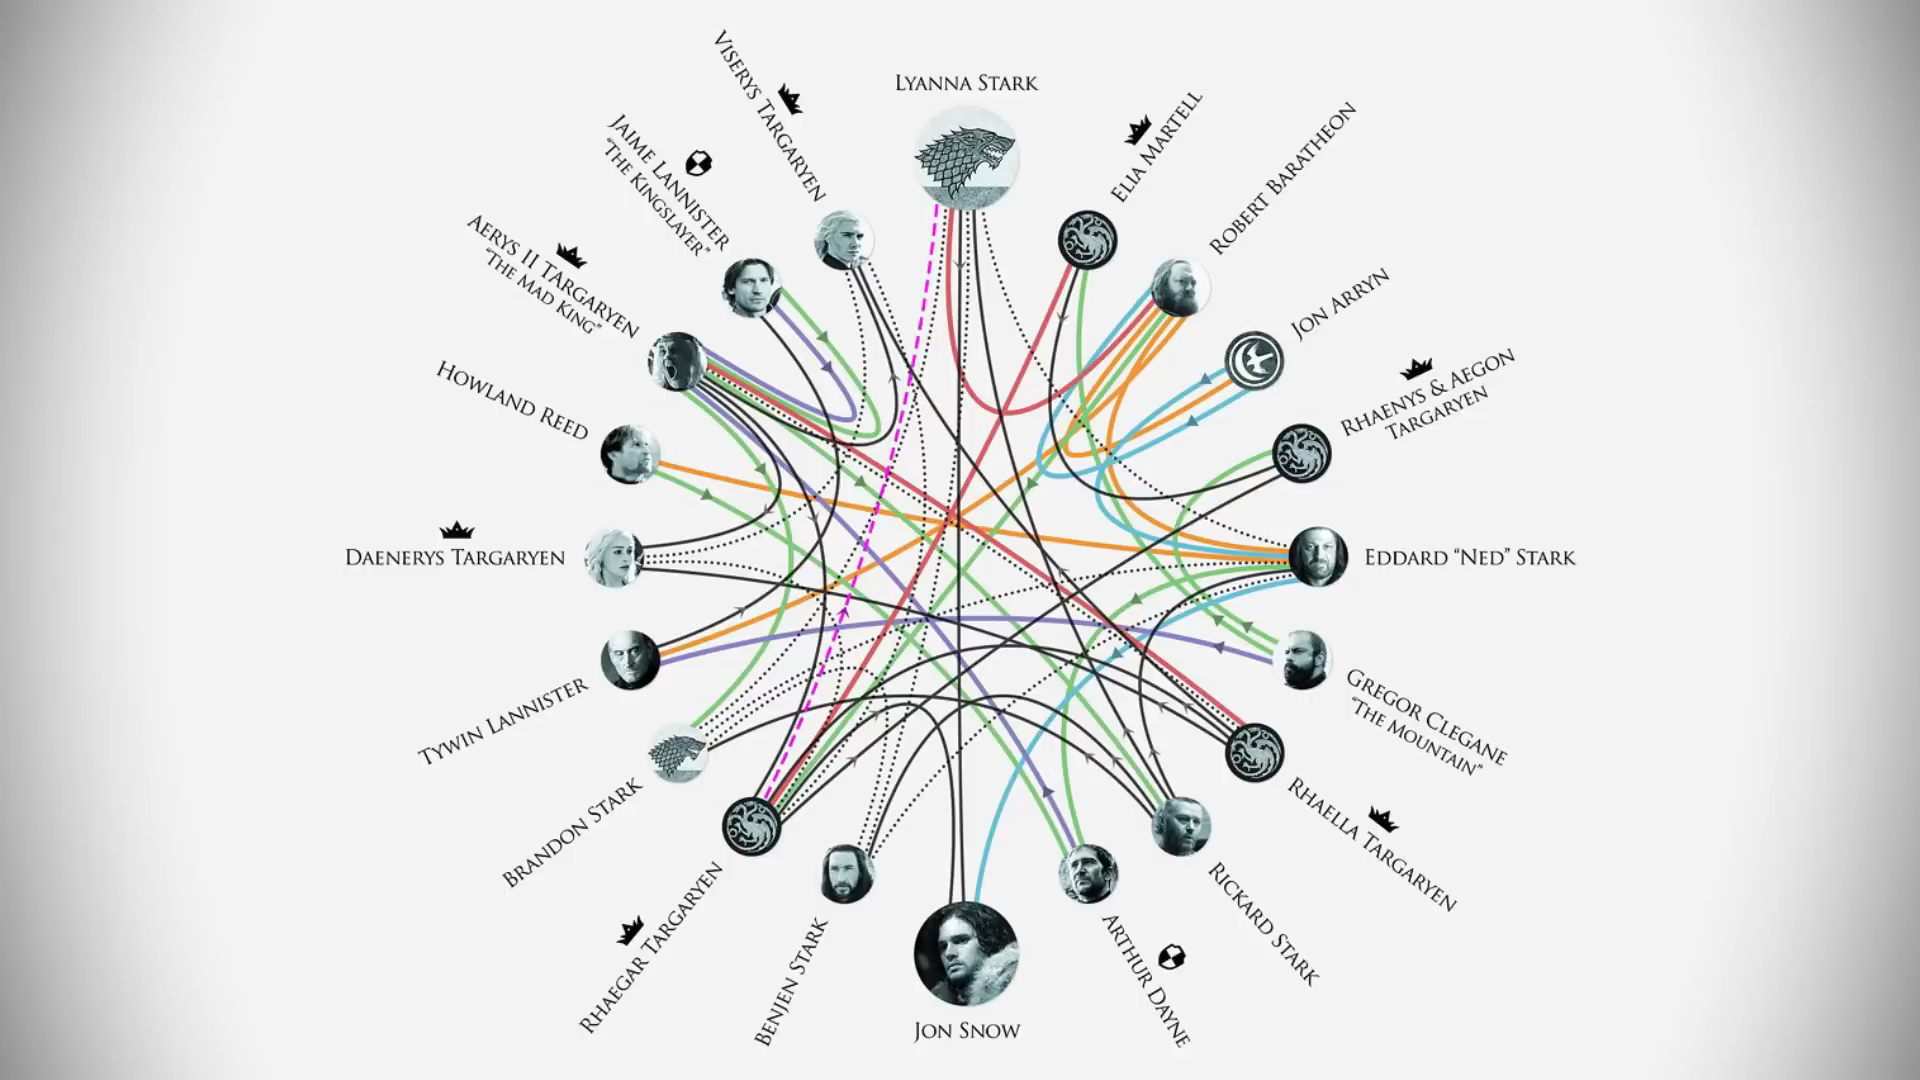 LYANNA STARK
ELIA MARTELL
ROBERT BARATHEON
JON ARRYN
RHAENYS & AEGON
TARGARYEN
EDDARD “NED” STARK
GREGOR CLEGANE
“THE MOUNTAIN”
RHAELLA TARGARYEN
RICKARD STARK
ARTHUR DAYNE
JON SNOW
BENJEN STARK
RHAEGAR TARGARYEN
BRANDON STARK
TYWIN LANNISTER
DAENERYS TARGARYEN
HOWLAND REED
AERYS II TARGARYEN
“THE MAD KING”
JAIME LANNISTER
“THE KINGSLAYER”
VISERYS TARGARYEN